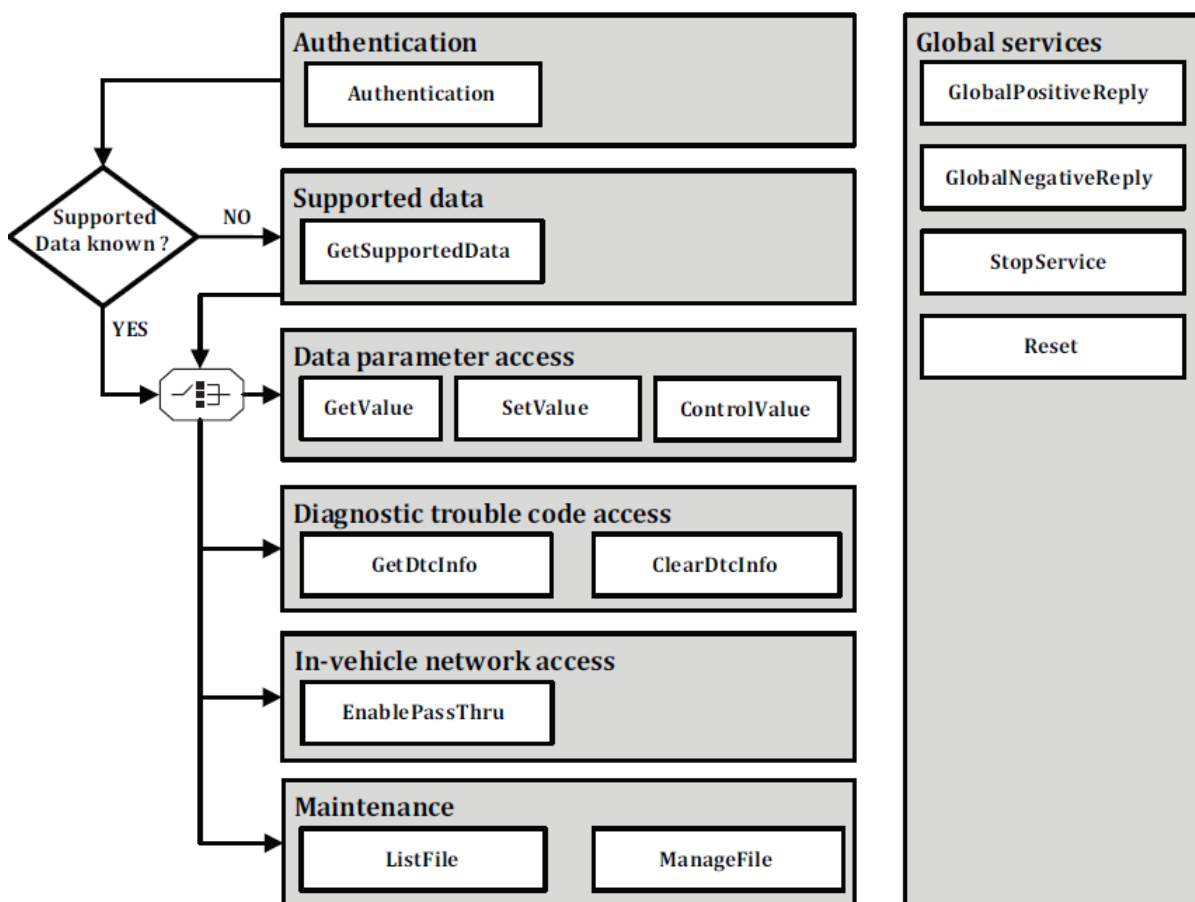 Authentication
Authentication
Supported
Data known ?
NO
YES
Supported data
GetSupportedData
Data parameter access
GetValue
SetValue
ControlValue
Diagnostic trouble code access
GetDtcInfo
ClearDtcInfo
In-vehicle network access
EnablePassThru
Maintenance
ListFile
ManageFile
Global services
GlobalPositiveReply
GlobalNegativeReply
StopService
Reset